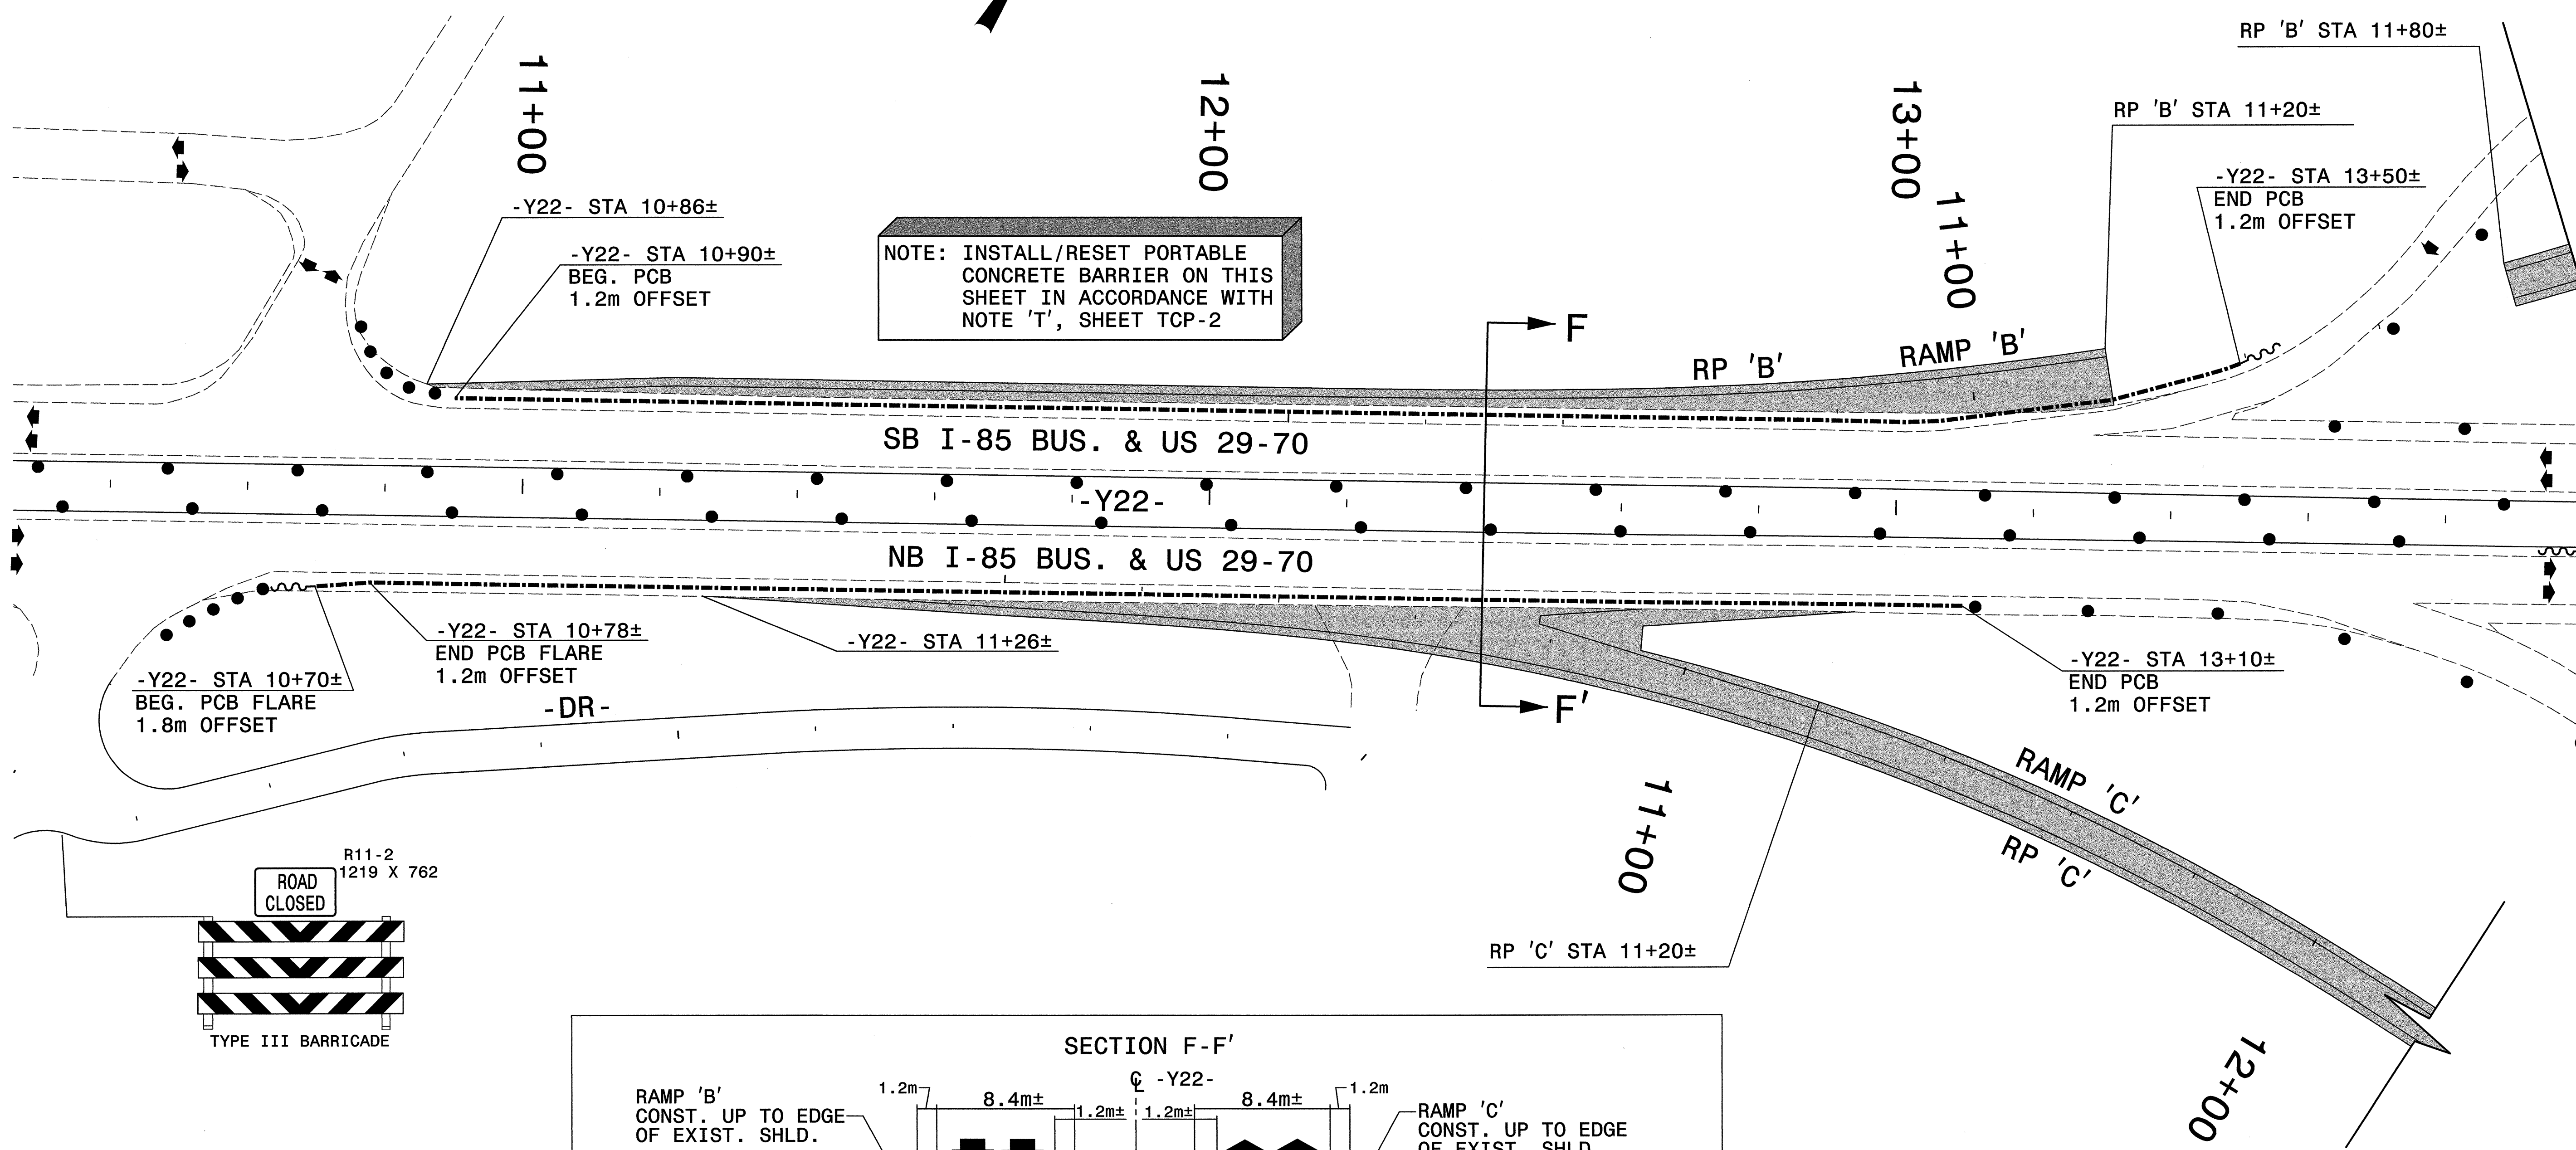 RP 'B' STA 11+80±
RP 'B' STA 11+20±
11+00
12+00
13+00
11+00
-Y22- STA 13+50±
END PCB
1.2m OFFSET
-Y22- STA 10+86±
-Y22- STA 10+90±
BEG. PCB
1.2m OFFSET
NOTE: INSTALL/RESET PORTABLE
CONCRETE BARRIER ON THIS
SHEET IN ACCORDANCE WITH
NOTE 'T', SHEET TCP-2
F
RP 'B'
RAMP 'B'
SB I-85 BUS. & US 29-70
-Y22-
NB I-85 BUS. & US 29-70
-Y22- STA 10+78±
END PCB FLARE
1.2m OFFSET
-Y22- STA 11+26±
-Y22- STA 10+70±
BEG. PCB FLARE
1.8m OFFSET
-DR-
F'
-Y22- STA 13+10±
END PCB
1.2m OFFSET
RAMP 'C'
RP 'C'
11+00
RP 'C' STA 11+20±
12+00
R11-2
1219 X 762
ROAD
CLOSED
TYPE III BARRICADE
SECTION F-F'
℄ -Y22-
RAMP 'B'
CONST. UP TO EDGE
OF EXIST. SHLD.
1.2m
8.4m±
1.2m±
1.2m±
8.4m±
1.2m
RAMP 'C'
CONST. UP TO EDGE
OF EXIST. SHLD.